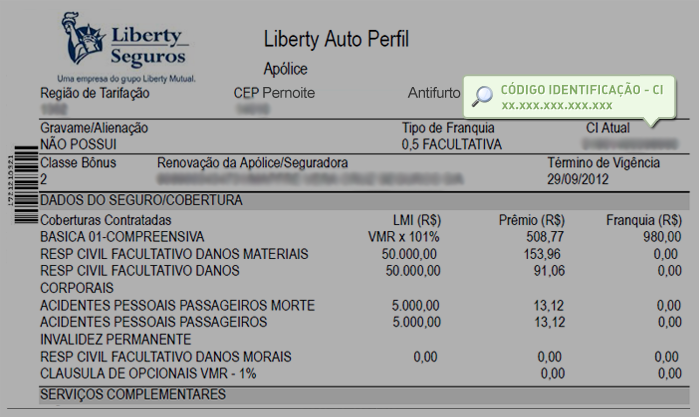 Liberty
Seguros
Uma empresa do grupo Liberty Mutual.
Liberty Auto Perfil
Apólice
Região de Tarifação CEP Pernoite Antifurto
CÓDIGO IDENTIFICAÇÃO - CI
xx.xxx.xxx.xxx.xxx
Gravame/Alienação Tipo de Franquia CI Atual
NÃO POSSUI 0,5 FACULTATIVA
Classe Bônus Renovação da Apólice/Seguradora Término de Vigência
2 29/09/2012
DADOS DO SEGURO/COBERTURA
Coberturas Contratadas LMI (R$) Prêmio (R$) Franquia (R$)
BASICA 01-COMPREENSIVA VMR x 101% 508,77 980,00
RESP CIVIL FACULTATIVO DANOS MATERIAIS 50.000,00 153,96 0,00
RESP CIVIL FACULTATIVO DANOS 50.000,00 91,06 0,00
CORPORAIS
ACIDENTES PESSOAIS PASSAGEIROS MORTE 5.000,00 13,12 0,00
ACIDENTES PESSOAIS PASSAGEIROS 5.000,00 13,12 0,00
INVALIDEZ PERMANENTE
RESP CIVIL FACULTATIVO DANOS MORAIS 0,00 0,00 0,00
CLAUSULA DE OPCIONAIS VMR - 1% 0,00 0,00
SERVIÇOS COMPLEMENTARES